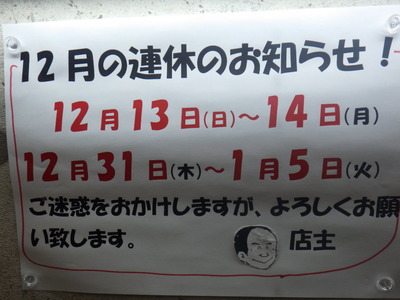 12月の連休のお知らせ！
12月13日(日)〜14日(月)
12月31日(木)〜1月5日(火)
ご迷惑をおかけしますが、よろしくお願
い致します。 店主